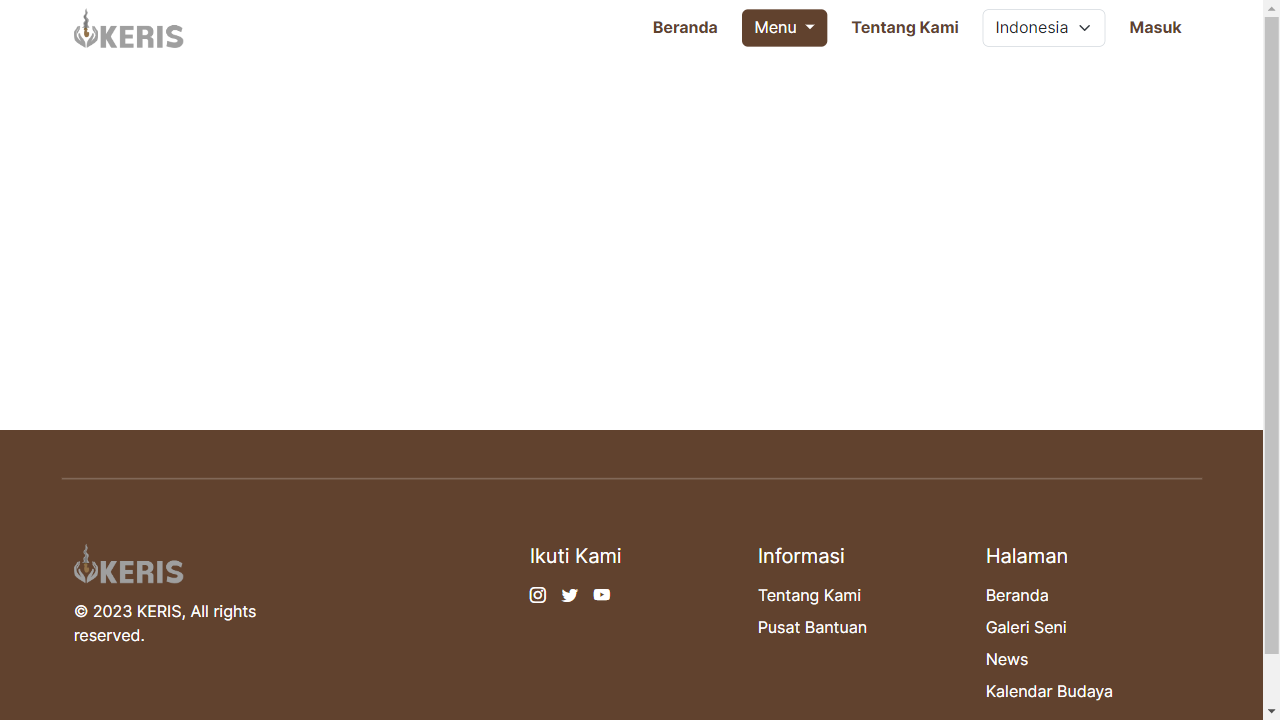 KERIS
Beranda
Menu
Tentang Kami
Indonesia
Masuk
KERIS
© 2023 KERIS, All rights
reserved.
Ikuti Kami
Informasi
Tentang Kami
Pusat Bantuan
Halaman
Beranda
Galeri Seni
News
Kalendar Budaya